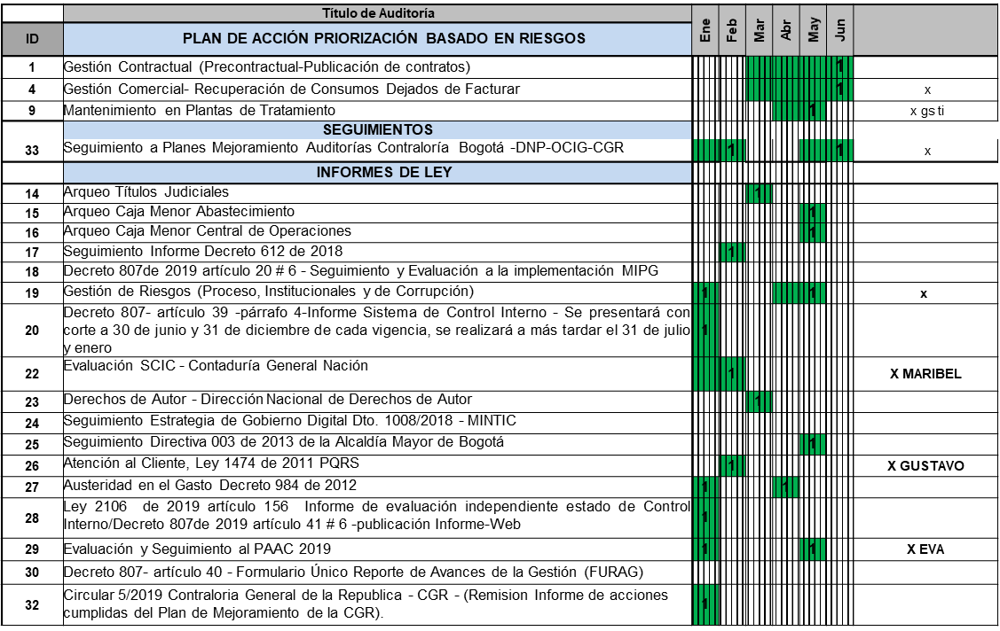 Título de Auditoría
ID PLAN DE ACCIÓN PRIORIZACIÓN BASADO EN RIESGOS Ene Feb Mar Abr May Jun
1 Gestión Contractual (Precontractual-Publicación de contratos) 1
4 Gestión Comercial- Recuperación de Consumos Dejados de Facturar 1 x
9 Mantenimiento en Plantas de Tratamiento 1 x gs ti
SEGUIMIENTOS
33 Seguimiento a Planes Mejoramiento Auditorías Contraloría Bogotá -DNP-OCIG-CGR 1 1 x
INFORMES DE LEY
14 Arqueo Títulos Judiciales 1
15 Arqueo Caja Menor Abastecimiento 1
16 Arqueo Caja Menor Central de Operaciones 1
17 Seguimiento Informe Decreto 612 de 2018 1
18 Decreto 807de 2019 artículo 20 # 6 - Seguimiento y Evaluación a la implementación MIPG
19 Gestión de Riesgos (Proceso, Institucionales y de Corrupción) 1 1 x
Decreto 807- artículo 39 -párrafo 4-Informe Sistema de Control Interno - Se presentará con
20 corte a 30 de junio y 31 de diciembre de cada vigencia, se realizará a más tardar el 31 de julio 1
y enero
22 Evaluación SCIC - Contaduría General Nación 1 X MARIBEL
23 Derechos de Autor - Dirección Nacional de Derechos de Autor 1
24 Seguimiento Estrategia de Gobierno Digital Dto. 1008/2018 - MINTIC
25 Seguimiento Directiva 003 de 2013 de la Alcaldía Mayor de Bogotá 1
26 Atención al Cliente, Ley 1474 de 2011 PQRS 1 X GUSTAVO
27 Austeridad en el Gasto Decreto 984 de 2012 1 1
28 Ley 2106 de 2019 artículo 156 Informe de evaluación independiente estado de Control 1
Interno/Decreto 807de 2019 artículo 41 # 6 -publicación Informe-Web
29 Evaluación y Seguimiento al PAAC 2019 1 1 X EVA
30 Decreto 807- artículo 40 - Formulario Único Reporte de Avances de la Gestión (FURAG)
32 Circular 5/2019 Contraloria General de la Republica - CGR - (Remision Informe de acciones 1
cumplidas del Plan de Mejoramiento de la CGR).